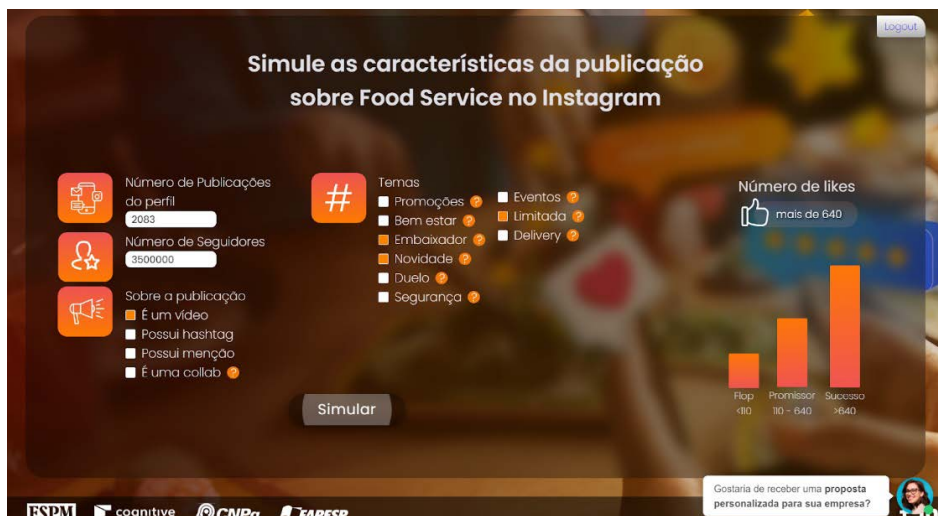 Logout
Simule as características da publicação
sobre Food Service no Instagram
Número de Publicações
do perfil
2083
Número de Seguidores
3500000
Sobre a publicação
É um vídeo
Possui hashtag
Possui menção
É uma collab ?
#
Temas
Promoções ?
Bem estar ?
Embaixador ?
Novidade ?
Duelo ?
Segurança ?
Eventos ?
Limitada ?
Delivery ?
Simular
Número de likes
mais de 640
Flop
<110
Promissor
110 - 640
Sucesso
>640
Gostaria de receber uma proposta
personalizada para sua empresa?
ESPM
cognitive
CNPq
FAPESP